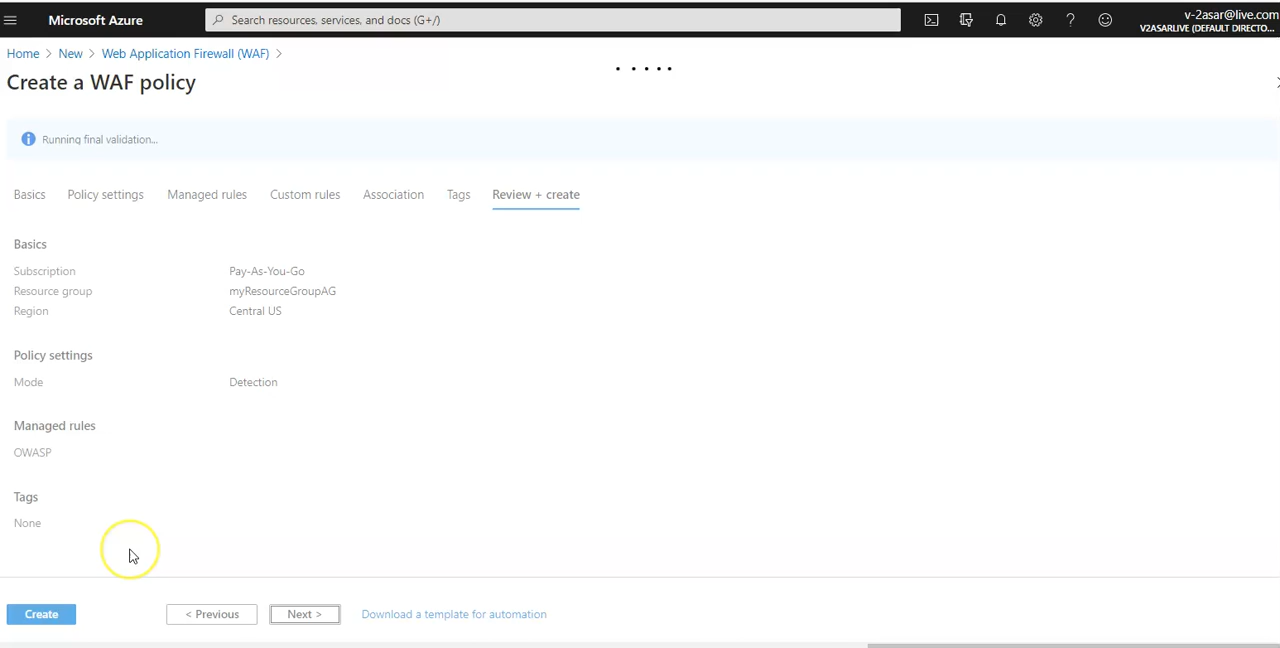 Microsoft Azure
Search resources, services, and docs (G+/)
v-2asar@live.com
V2ASARLIVE (DEFAULT DIRECTO...
Home > New > Web Application Firewall (WAF) >
Create a WAF policy
Running final validation...
Basics Policy settings Managed rules Custom rules Association Tags Review + create
Basics
Subscription Pay-As-You-Go
Resource group myResourceGroupAG
Region Central US
Policy settings
Mode Detection
Managed rules
OWASP
Tags
None
Create < Previous Next > Download a template for automation